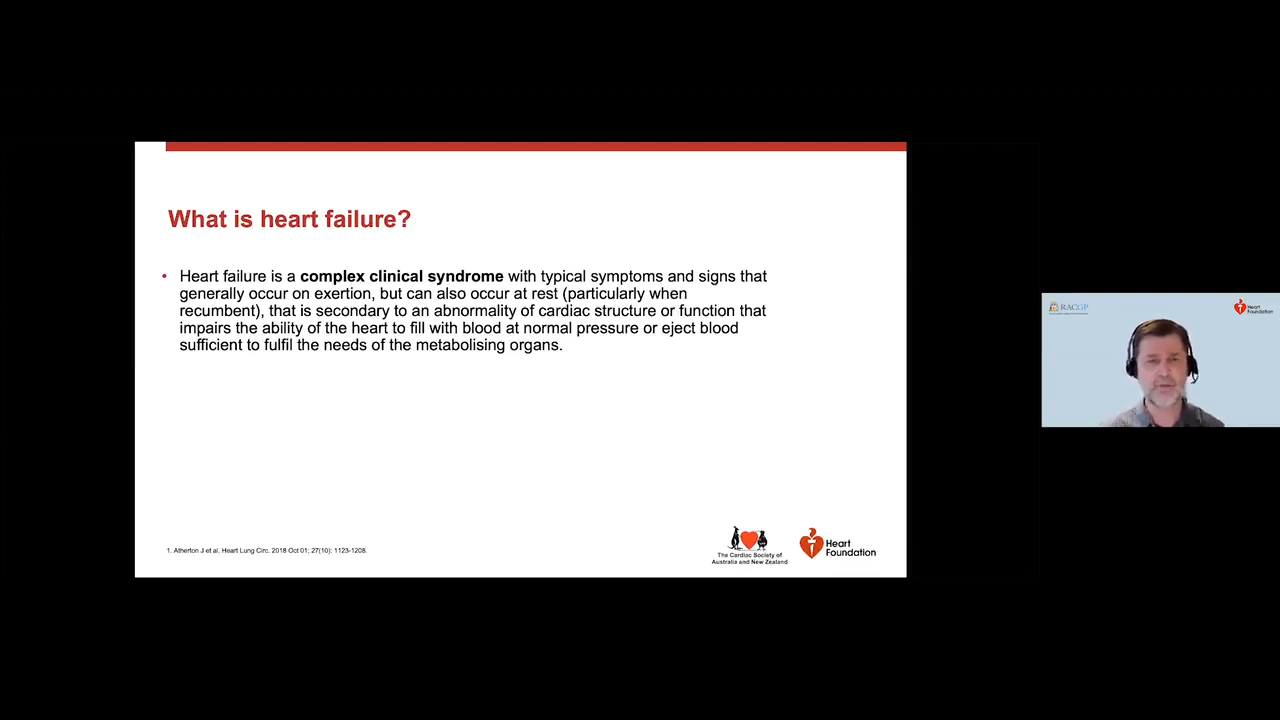 What is heart failure?
• Heart failure is a complex clinical syndrome with typical symptoms and signs that
generally occur on exertion, but can also occur at rest (particularly when
recumbent), that is secondary to an abnormality of cardiac structure or function that
impairs the ability of the heart to fill with blood at normal pressure or eject blood
sufficient to fulfil the needs of the metabolising organs.
1. Atherton J et al. Heart Lung Circ. 2018 Oct 01; 27(10): 1123-1208.
The Cardiac Society of
Australia and New Zealand
Heart
Foundation
RACGP
Heart
Foundation